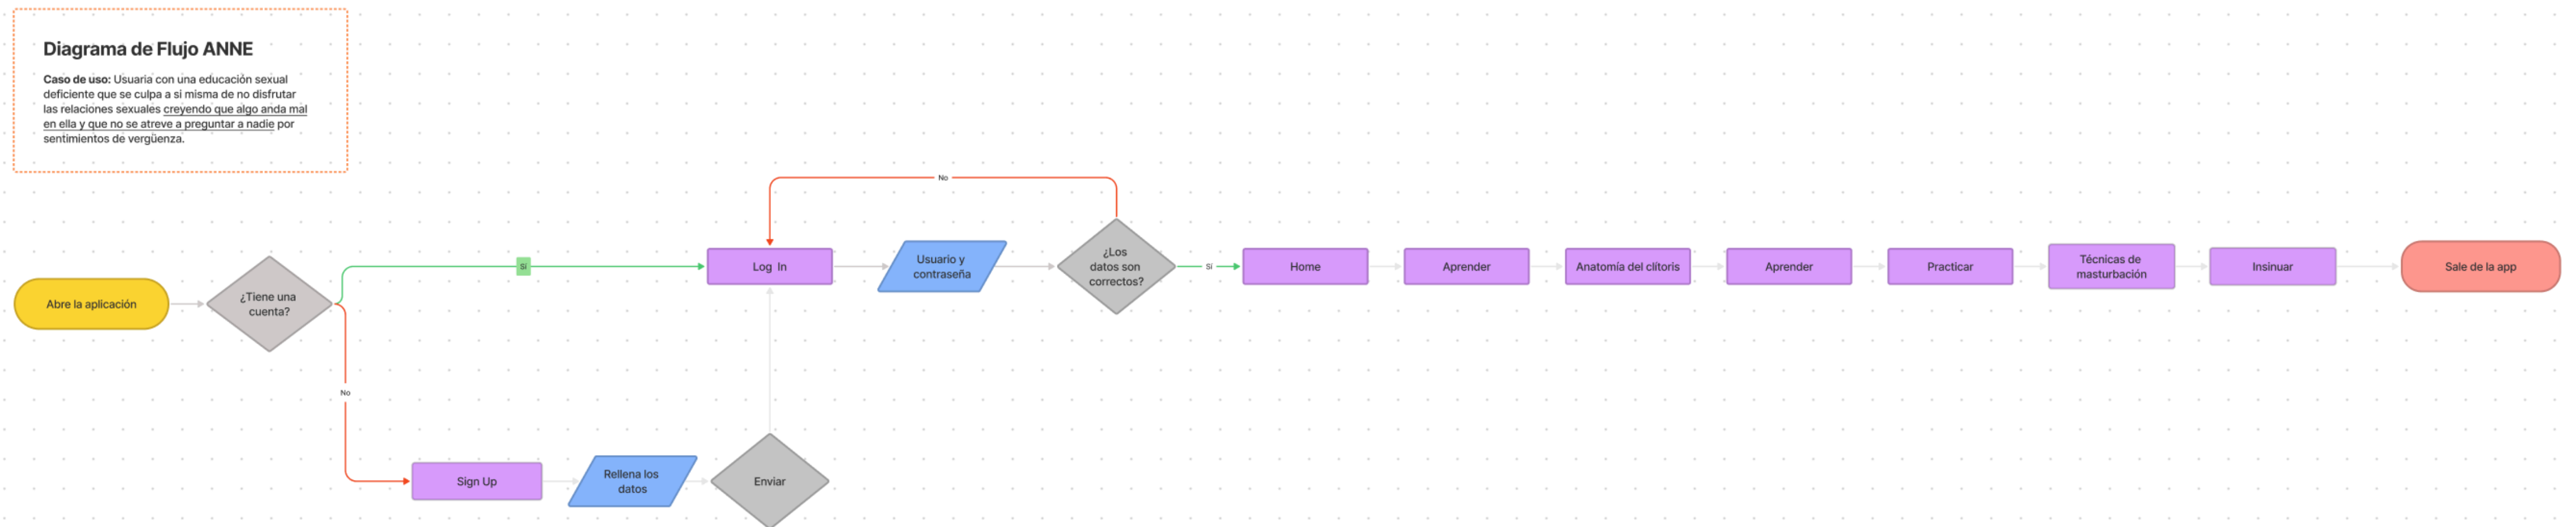 Diagrama de Flujo ANNE
Caso de uso: Usuaria con una educación sexual
deficiente que se culpa a si misma de no disfrutar
las relaciones sexuales creyendo que algo anda mal
en ella y que no se atreve a preguntar a nadie por
sentimientos de vergüenza.
Abre la aplicación
¿Tiene una
cuenta?
Sí
No
Sign Up
Rellena los
datos
Enviar
Log In
Usuario y
contraseña
¿Los
datos son
correctos?
No
Sí
Home
Aprender
Anatomía del clítoris
Aprender
Practicar
Técnicas de
masturbación
Insinuar
Sale de la app